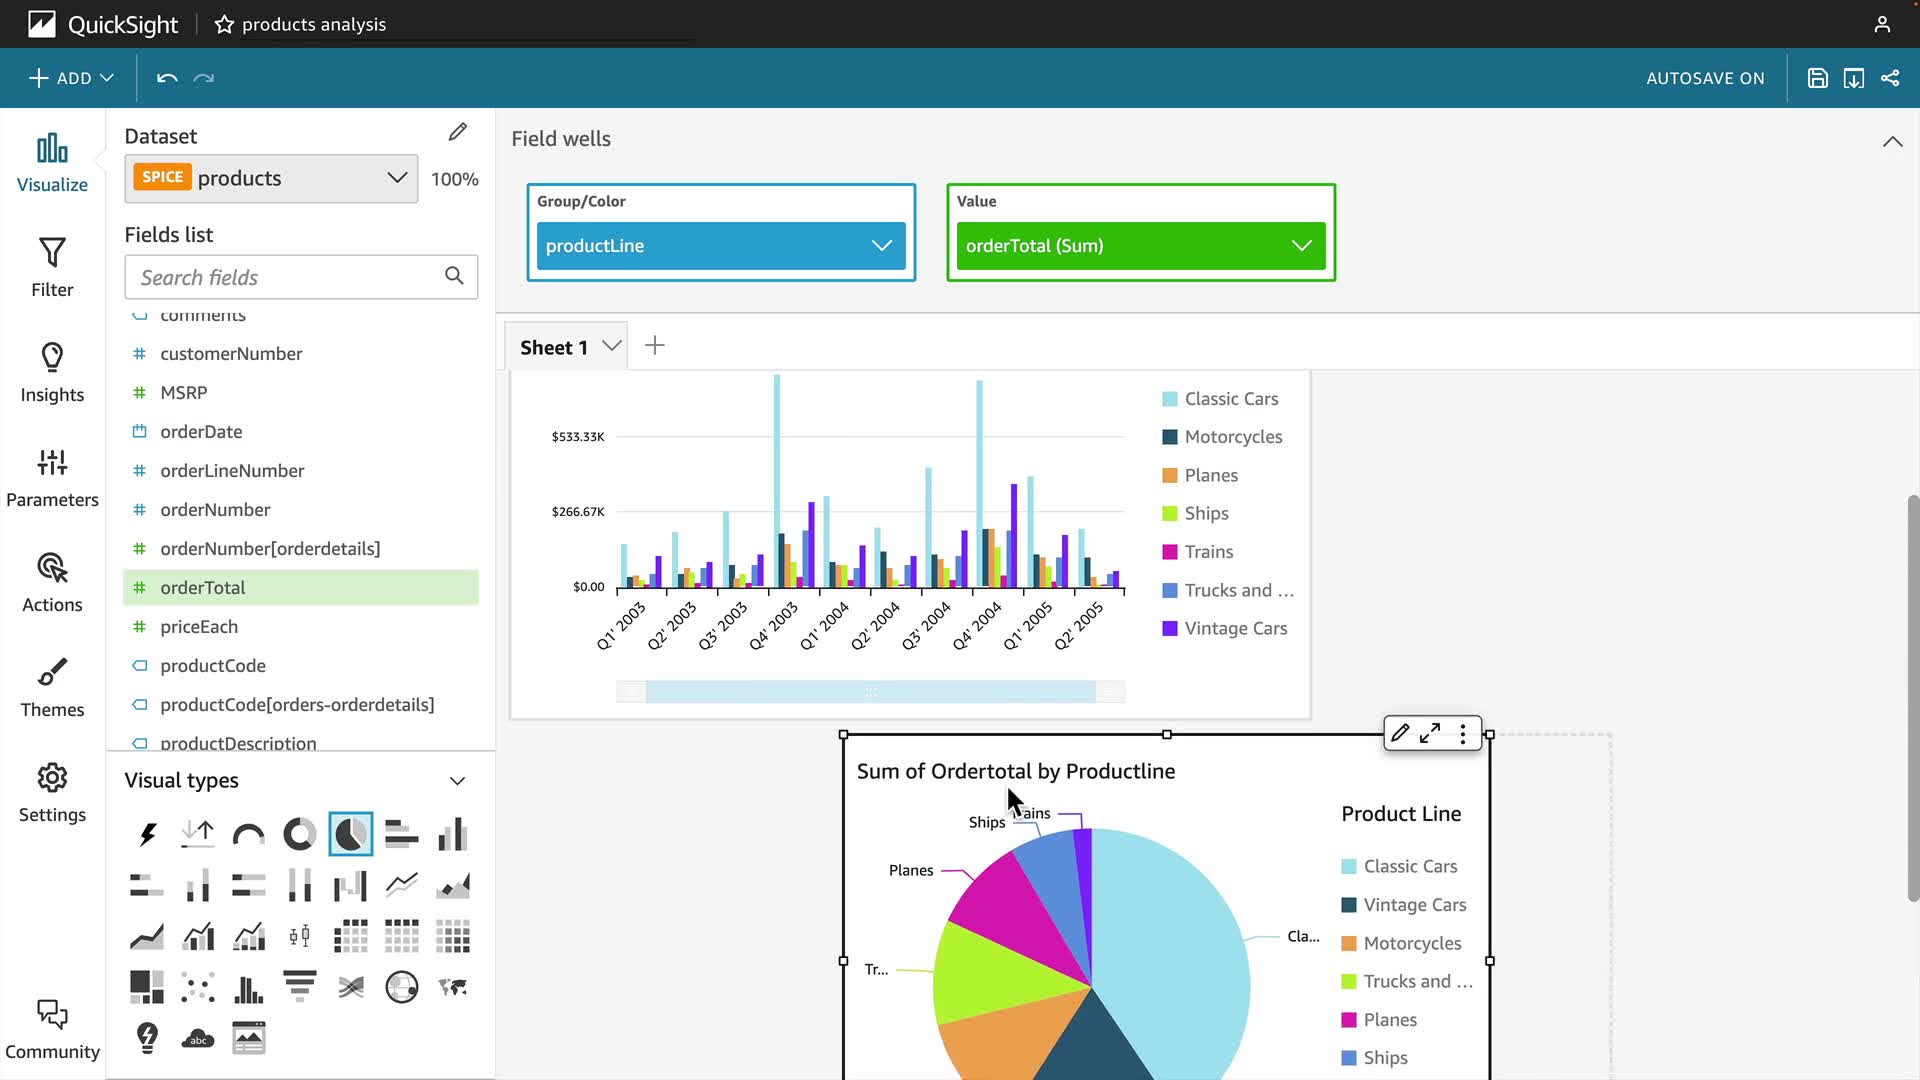 QuickSight
products analysis
ADD
AUTOSAVE ON
Visualize
Filter
Insights
Parameters
Actions
Themes
Settings
Community
Dataset
SPICE products
100%
Fields list
Search fields
comments
customerNumber
MSRP
orderDate
orderLineNumber
orderNumber
orderNumber[orderdetails]
orderTotal
priceEach
productCode
productCode[orders-orderdetails]
productDescription
Visual types
abc
Field wells
Group/Color
productLine
Value
orderTotal (Sum)
Sheet 1
$533.33K
$266.67K
$0.00
Q1' 2003
Q2' 2003
Q3' 2003
Q4' 2003
Q1' 2004
Q2' 2004
Q3' 2004
Q4' 2004
Q1' 2005
Q2' 2005
Classic Cars
Motorcycles
Planes
Ships
Trains
Trucks and ...
Vintage Cars
Sum of Ordertotal by Productline
Ships
Planes
Tr...
Cla...
Product Line
Classic Cars
Vintage Cars
Motorcycles
Trucks and ...
Planes
Ships